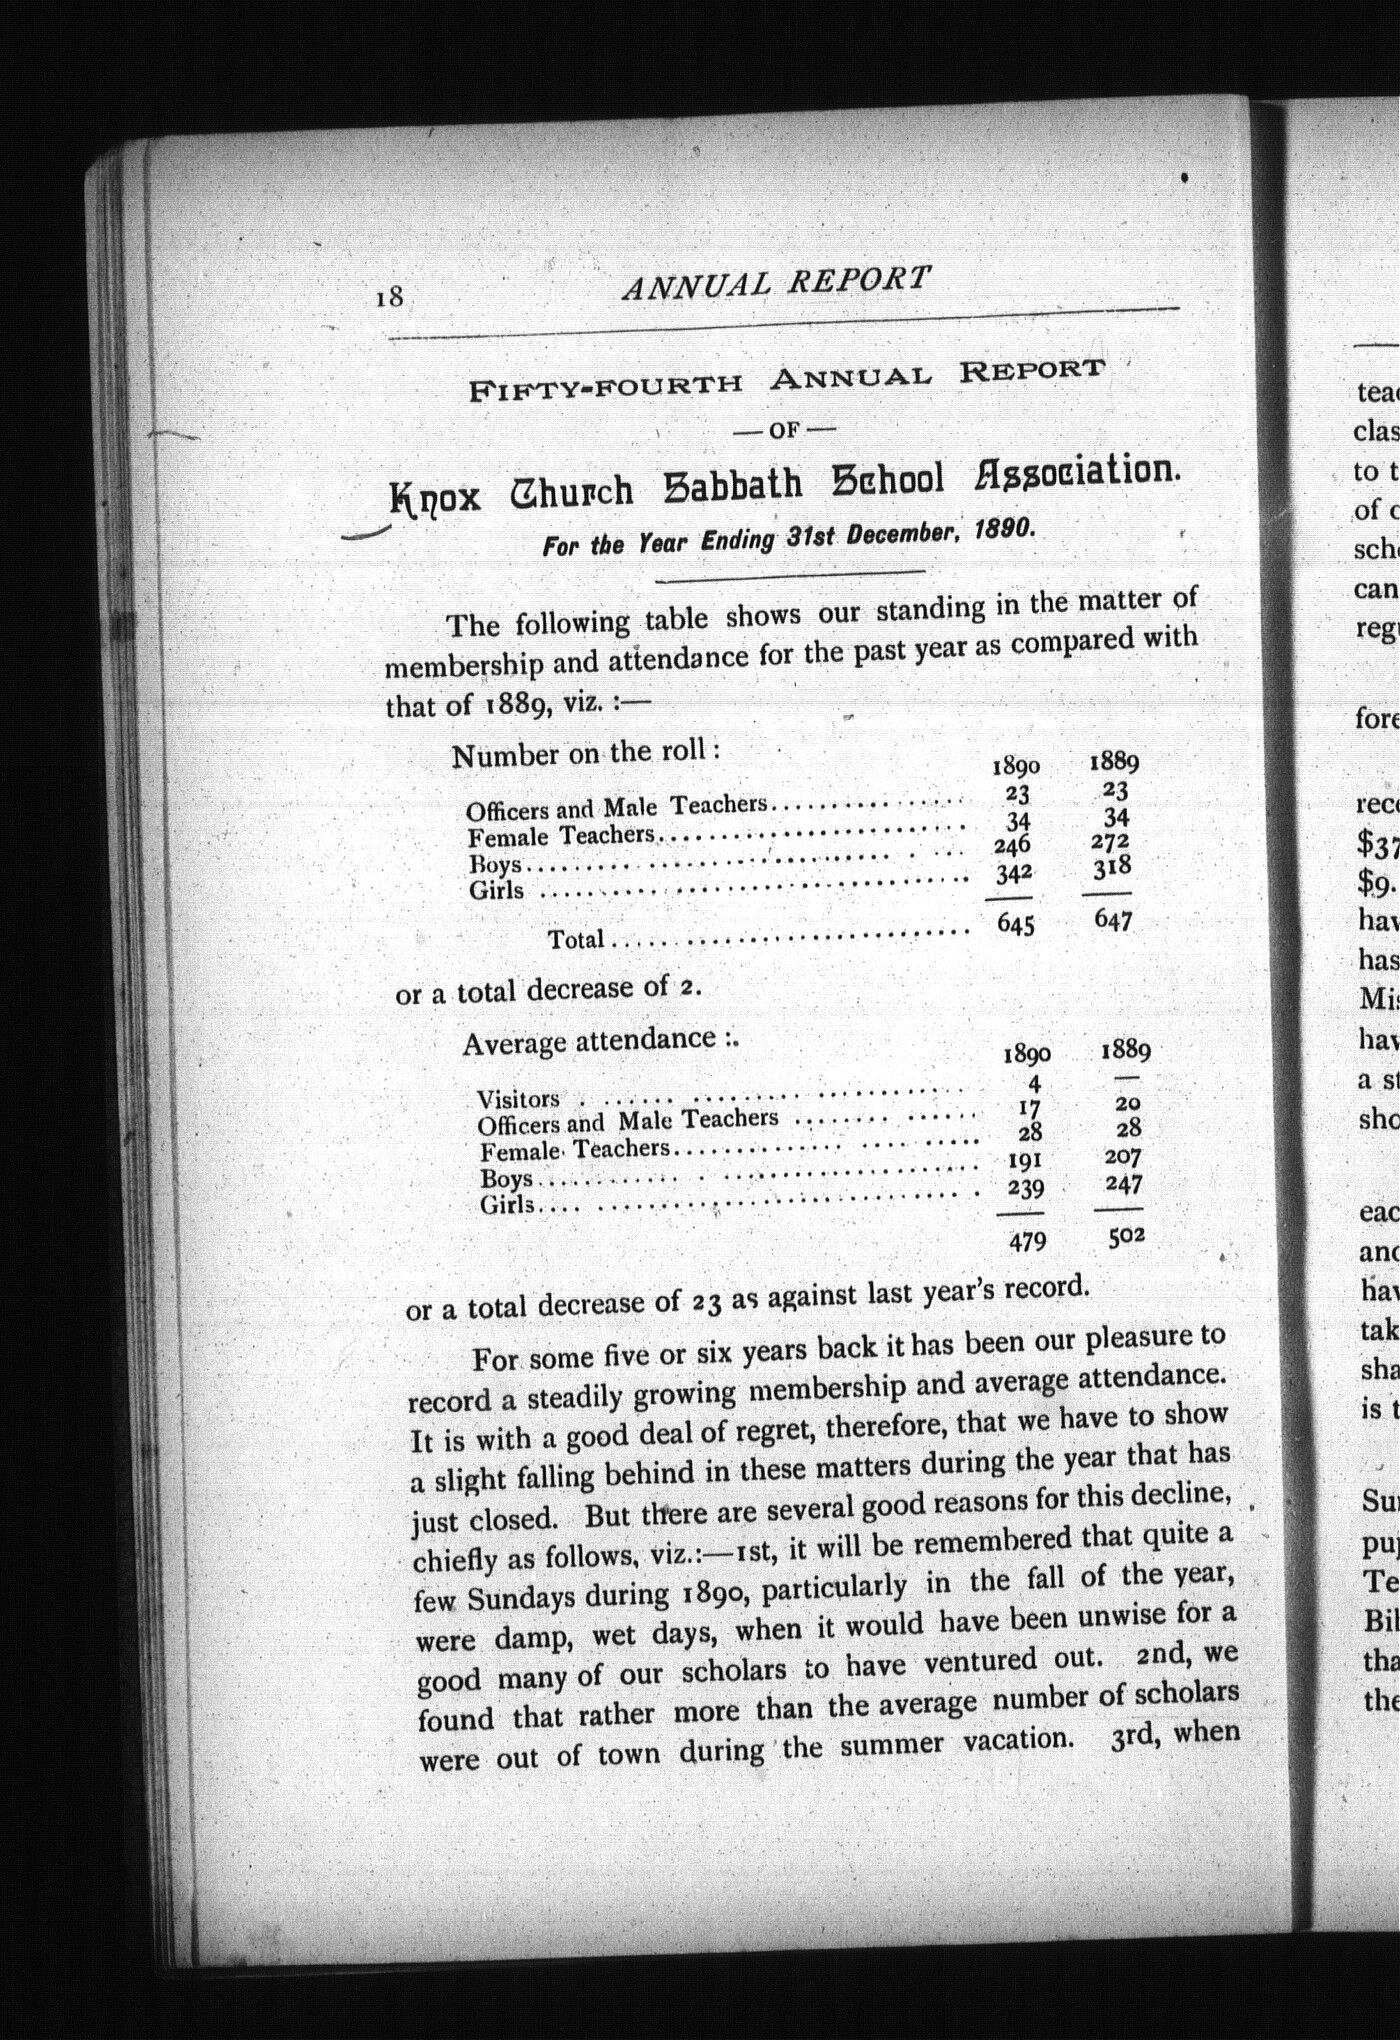 18 ANNUAL REPORT
FIFTY-FOURTH ANNUAL REPORT
— OF —
Knox Church Sabbath School Association.
For the Year Ending 31st December, 1890.
The following table shows our standing in the matter of
membership and attendance for the past year as compared with
that of 1889, viz. :—
Number on the roll :
1890 1889
Officers and Male Teachers 23 23
Female Teachers 34 34
Boys 246 272
Girls 342 318
Total 645 647
or a total decrease of 2.
Average attendance :
1890 1889
Visitors 4 —
Officers and Male Teachers 17 20
Female Teachers 28 28
Boys 191 207
Girls 239 247
479 502
or a total decrease of 23 as against last year's record.
For some five or six years back it has been our pleasure to
record a steadily growing membership and average attendance.
It is with a good deal of regret, therefore, that we have to show
a slight falling behind in these matters during the year that has
just closed. But there are several good reasons for this decline,
chiefly as follows, viz.:—1st, it will be remembered that quite a
few Sundays during 1890, particularly in the fall of the year,
were damp, wet days, when it would have been unwise for a
good many of our scholars to have ventured out. 2nd, we
found that rather more than the average number of scholars
were out of town during the summer vacation. 3rd, when